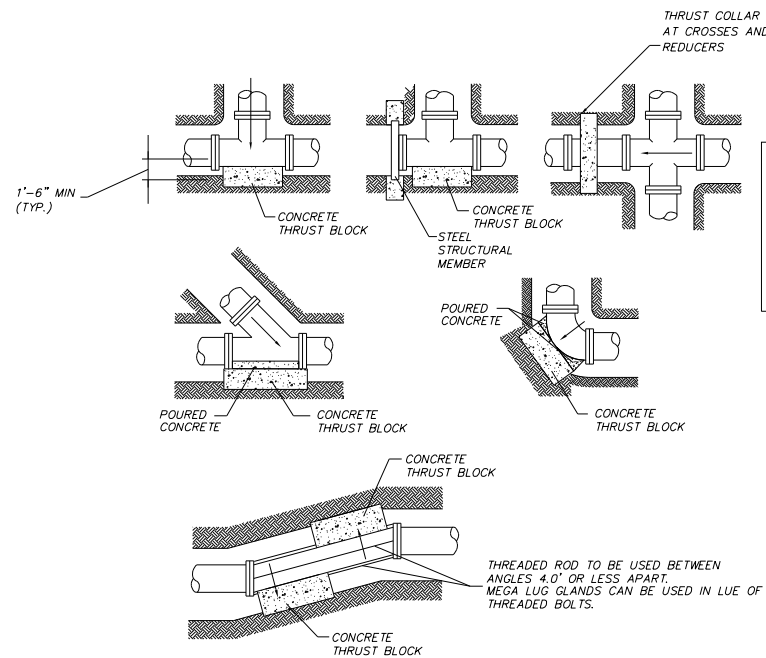 THRUST COLLAR
AT CROSSES AND
REDUCERS
1'-6" MIN
(TYP.)
CONCRETE
THRUST BLOCK
STEEL
STRUCTURAL
MEMBER
CONCRETE
THRUST BLOCK
POURED
CONCRETE
CONCRETE
THRUST BLOCK
POURED
CONCRETE
CONCRETE
THRUST BLOCK
CONCRETE
THRUST BLOCK
THREADED ROD TO BE USED BETWEEN
ANGLES 4.0' OR LESS APART.
MEGA LUG GLANDS CAN BE USED IN LUE OF
THREADED BOLTS.
CONCRETE
THRUST BLOCK